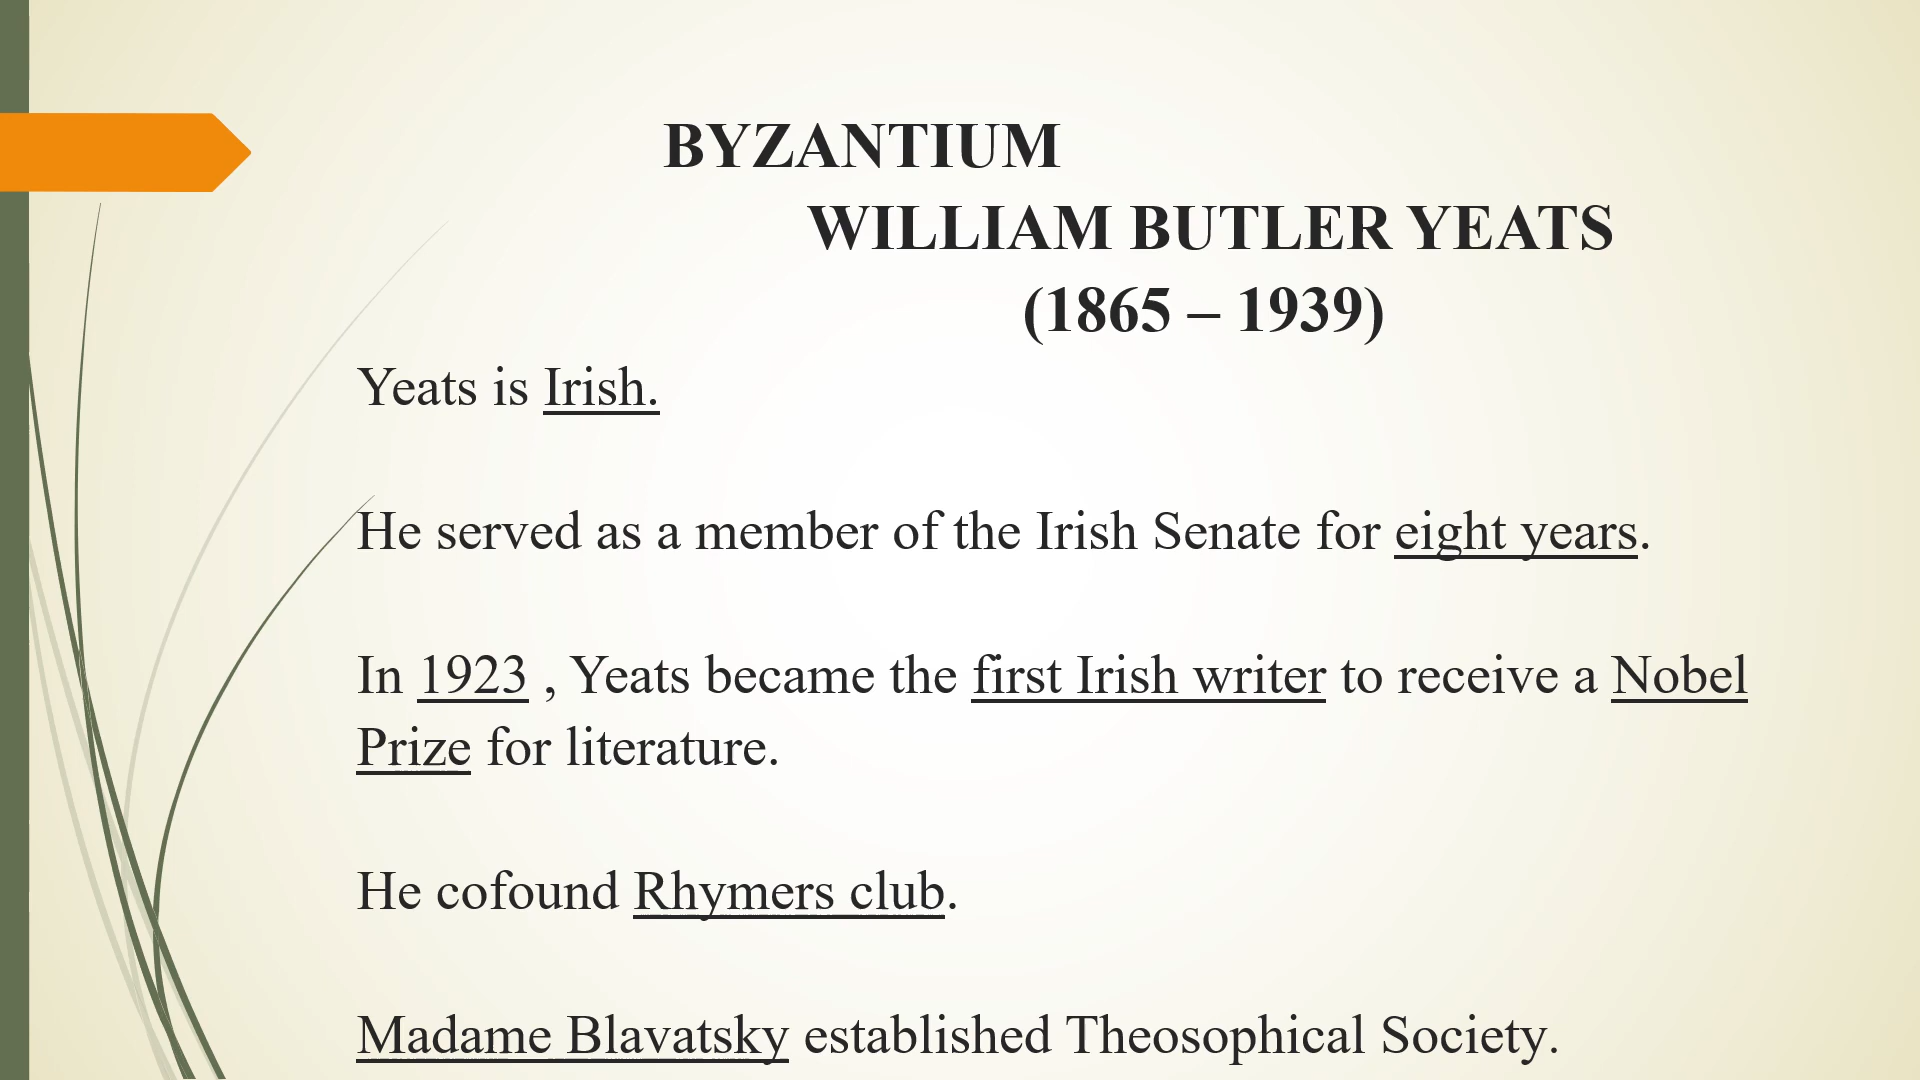 BYZANTIUM
WILLIAM BUTLER YEATS
(1865 – 1939)
Yeats is Irish.
He served as a member of the Irish Senate for eight years.
In 1923 , Yeats became the first Irish writer to receive a Nobel
Prize for literature.
He cofound Rhymers club.
Madame Blavatsky established Theosophical Society.